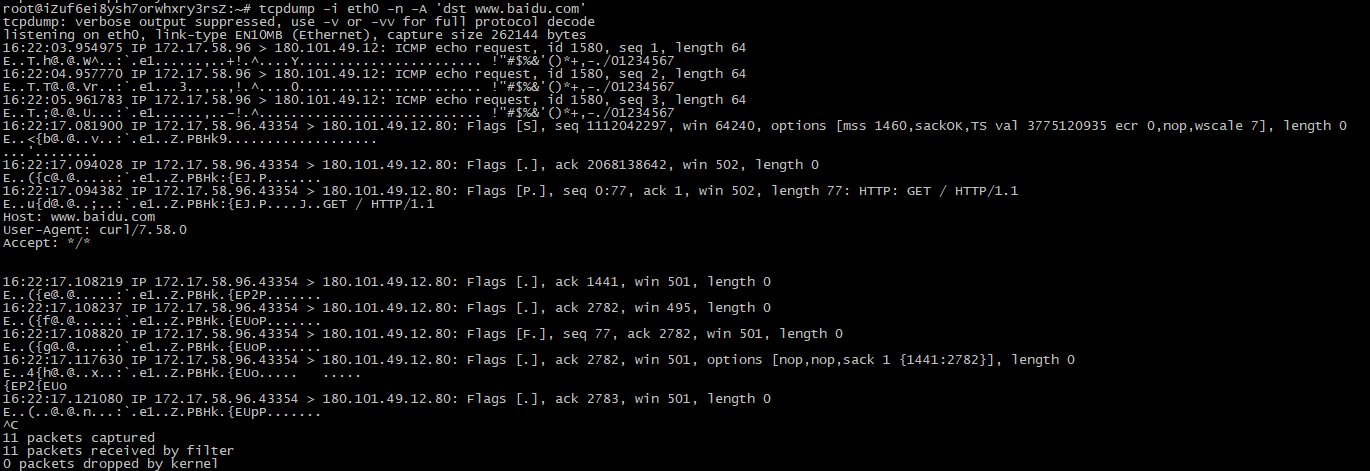 root@iZuf6ei8ysh7orwhxry3rsZ:~# tcpdump -i eth0 -n -A 'dst www.baidu.com'
tcpdump: verbose output suppressed, use -v or -vv for full protocol decode
listening on eth0, link-type EN10MB (Ethernet), capture size 262144 bytes
16:22:03.954975 IP 172.17.58.96 > 180.101.49.12: ICMP echo request, id 1580, seq 1, length 64
E..T.h@.@.W^..:`.e1......,..+!.^....Y....................... !"#$%&'()*+,-./01234567
16:22:04.957770 IP 172.17.58.96 > 180.101.49.12: ICMP echo request, id 1580, seq 2, length 64
E..T.T@.@.Vr..:`.e1...3..,..,!.^....O....................... !"#$%&'()*+,-./01234567
16:22:05.961783 IP 172.17.58.96 > 180.101.49.12: ICMP echo request, id 1580, seq 3, length 64
E..T.;@.@.U...:`.e1......,..-!.^............................ !"#$%&'()*+,-./01234567
16:22:17.081900 IP 172.17.58.96.43354 > 180.101.49.12.80: Flags [S], seq 1112042297, win 64240, options [mss 1460,sackOK,TS val 3775120935 ecr 0,nop,wscale 7], length 0
E..<{b@.@..v..:`.e1..Z.PBHk9...................
...'........
16:22:17.094028 IP 172.17.58.96.43354 > 180.101.49.12.80: Flags [.], ack 2068138642, win 502, length 0
E..({c@.@.....:`.e1..Z.PBHk:{EJ.P.......
16:22:17.094382 IP 172.17.58.96.43354 > 180.101.49.12.80: Flags [P.], seq 0:77, ack 1, win 502, length 77: HTTP: GET / HTTP/1.1
E..u{d@.@..;..:`.e1..Z.PBHk:{EJ.P....J..GET / HTTP/1.1
Host: www.baidu.com
User-Agent: curl/7.58.0
Accept: */*
16:22:17.108219 IP 172.17.58.96.43354 > 180.101.49.12.80: Flags [.], ack 1441, win 501, length 0
E..({e@.@.....:`.e1..Z.PBHk.{EP2P.......
16:22:17.108237 IP 172.17.58.96.43354 > 180.101.49.12.80: Flags [.], ack 2782, win 495, length 0
E..({f@.@.....:`.e1..Z.PBHk.{EUoP.......
16:22:17.108820 IP 172.17.58.96.43354 > 180.101.49.12.80: Flags [F.], seq 77, ack 2782, win 501, length 0
E..({g@.@.....:`.e1..Z.PBHk.{EUoP.......
16:22:17.117630 IP 172.17.58.96.43354 > 180.101.49.12.80: Flags [.], ack 2782, win 501, options [nop,nop,sack 1 {1441:2782}], length 0
E..4{h@.@..x..:`.e1..Z.PBHk.{EUo.....   .....
{EP2{EUo
16:22:17.121080 IP 172.17.58.96.43354 > 180.101.49.12.80: Flags [.], ack 2783, win 501, length 0
E..(..@.@.n...:`.e1..Z.PBHk.{EUpP.......
^C
11 packets captured
11 packets received by filter
0 packets dropped by kernel